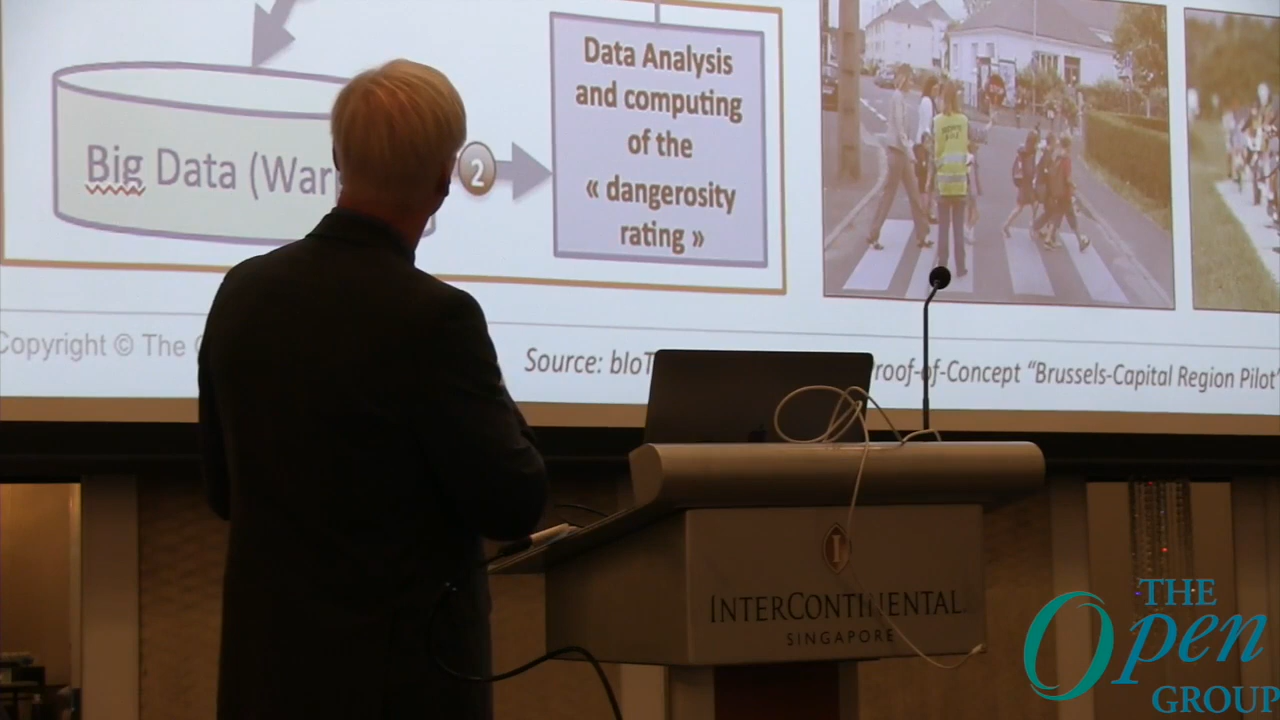 Data Analysis
and computing
of the
« dangerosity
rating »
Big Data (War
2
Copyright © The
Source: bIoT
roof-of-Concept “Brussels-Capital Region Pilot”
I
INTERCONTINENTAL
SINGAPORE
THE
Open
GROUP